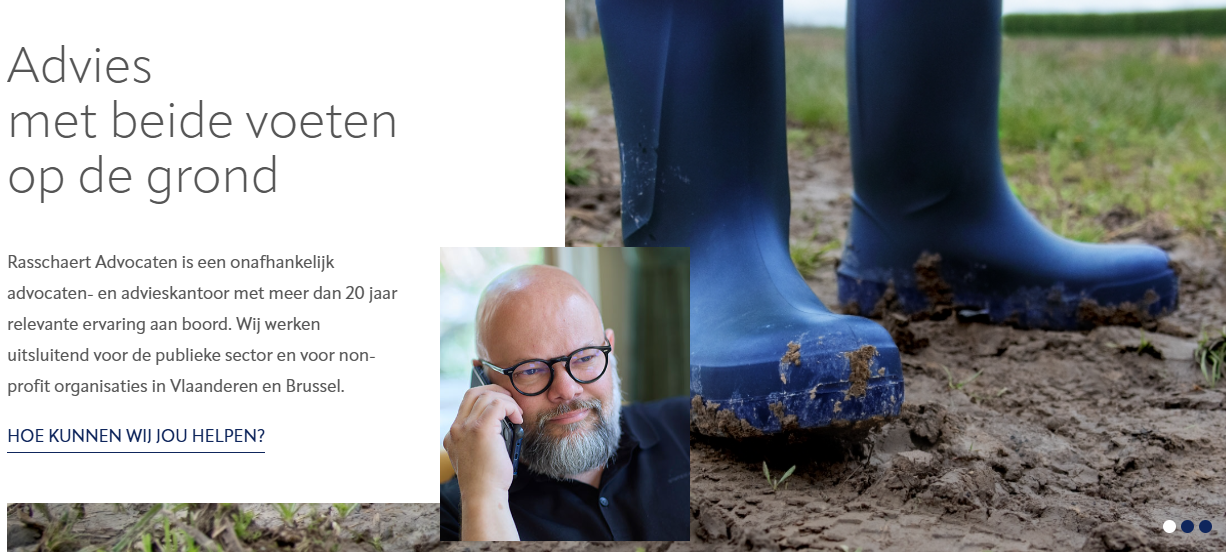 Advies
met beide voeten
op de grond
Rasschaert Advocaten is een onafhankelijk
advocaten- en advieskantoor met meer dan 20 jaar
relevante ervaring aan boord. Wij werken
uitsluitend voor de publieke sector en voor non-
profit organisaties in Vlaanderen en Brussel.
HOE KUNNEN WIJ JOU HELPEN?